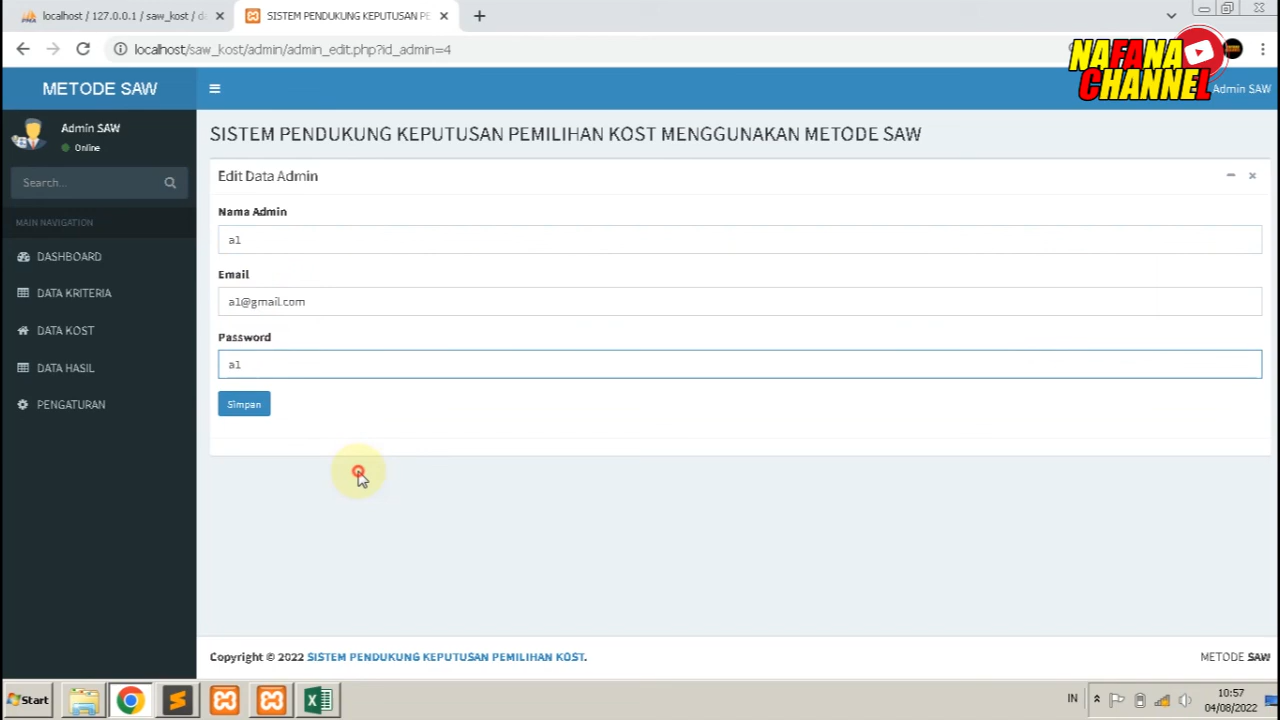 localhost / 127.0.0.1 / saw_kost / d
SISTEM PENDUKUNG KEPUTUSAN PE
localhost/saw_kost/admin/admin_edit.php?id_admin=4
NAFANA
CHANNEL
METODE SAW
Admin SAW
Admin SAW
Online
Search...
MAIN NAVIGATION
DASHBOARD
DATA KRITERIA
DATA KOST
DATA HASIL
PENGATURAN
SISTEM PENDUKUNG KEPUTUSAN PEMILIHAN KOST MENGGUNAKAN METODE SAW
Edit Data Admin
Nama Admin
a1
Email
a1@gmail.com
Password
a1
Simpan
Copyright © 2022 SISTEM PENDUKUNG KEPUTUSAN PEMILIHAN KOST.
METODE SAW
Start
IN
10:57
04/08/2022